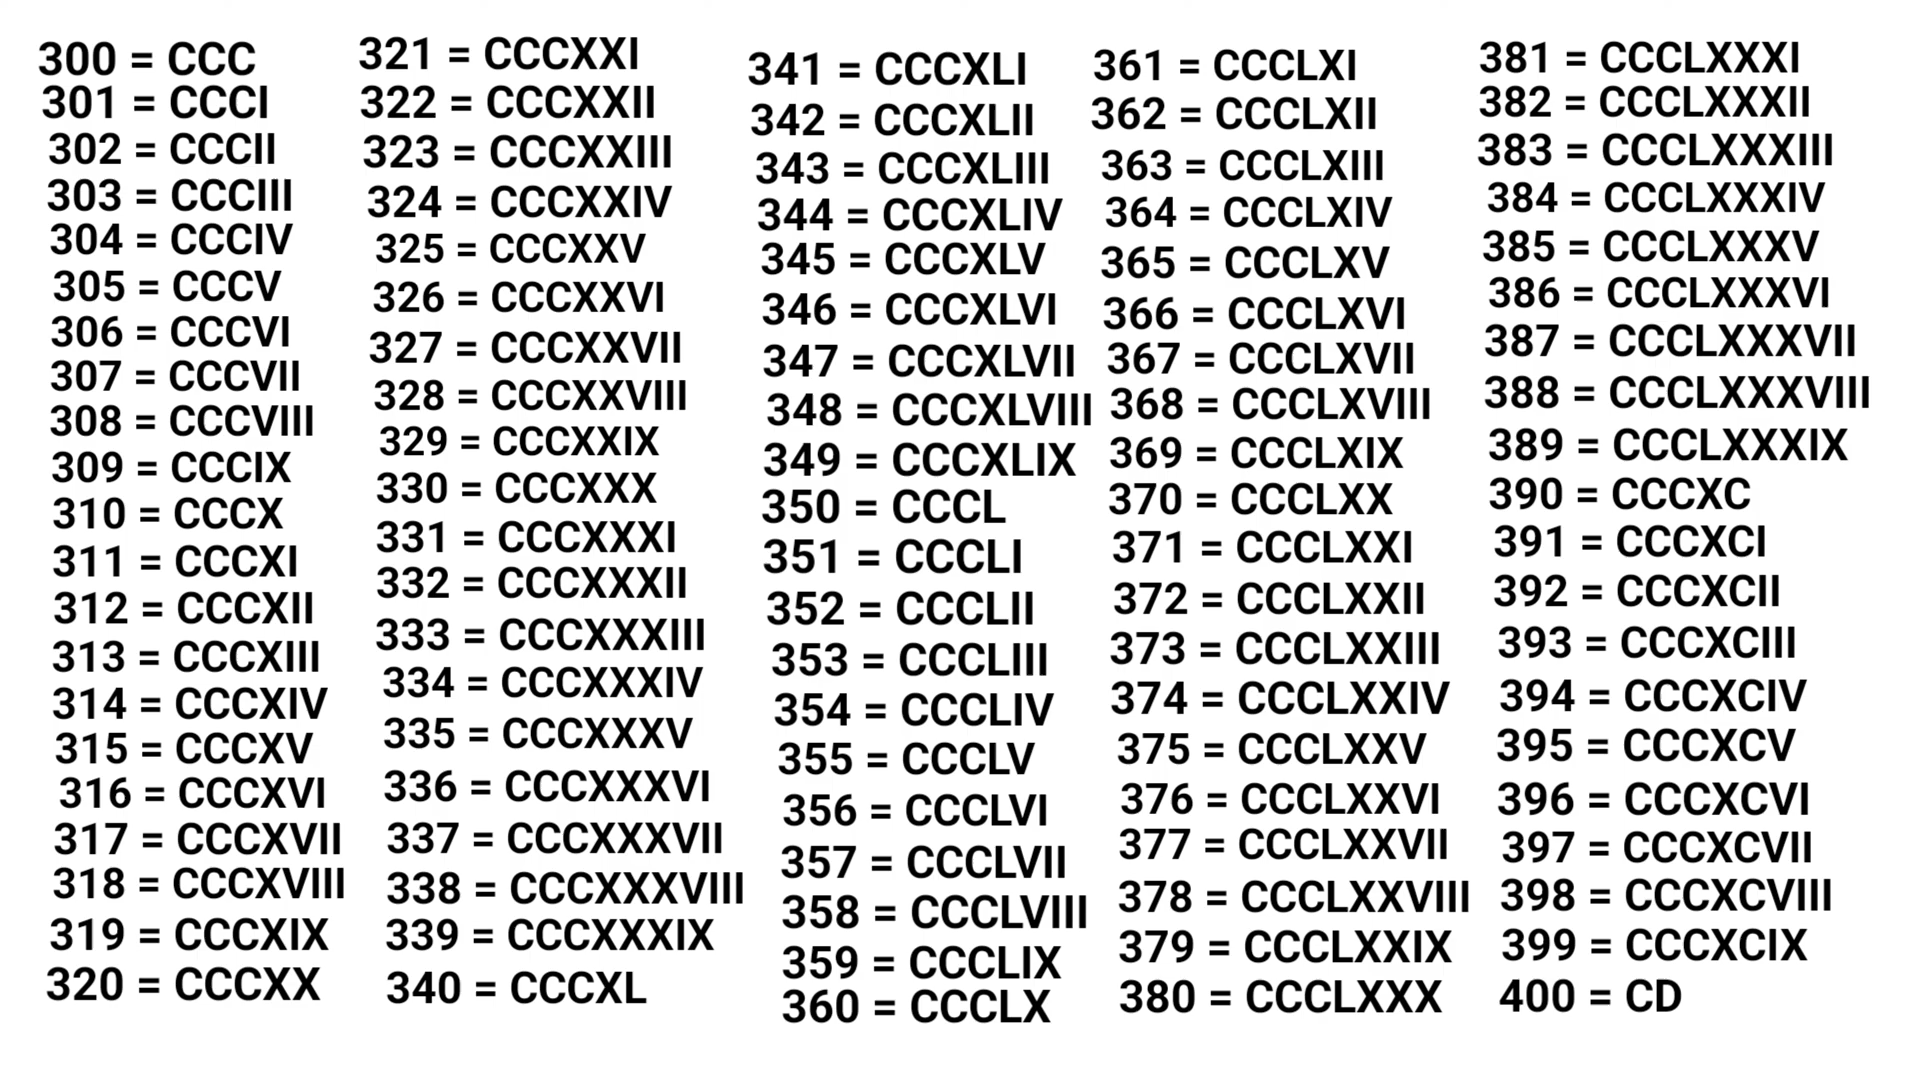 300 = CCC
301 = CCCI
302 = CCCII
303 = CCCIII
304 = CCCIV
305 = CCCV
306 = CCCVI
307 = CCCVII
308 = CCCVIII
309 = CCCIX
310 = CCCX
311 = CCCXI
312 = CCCXII
313 = CCCXIII
314 = CCCXIV
315 = CCCXV
316 = CCCXVI
317 = CCCXVII
318 = CCCXVIII
319 = CCCXIX
320 = CCCXX
321 = CCCXXI
322 = CCCXXII
323 = CCCXXIII
324 = CCCXXIV
325 = CCCXXV
326 = CCCXXVI
327 = CCCXXVII
328 = CCCXXVIII
329 = CCCXXIX
330 = CCCXXX
331 = CCCXXXI
332 = CCCXXXII
333 = CCCXXXIII
334 = CCCXXXIV
335 = CCCXXXV
336 = CCCXXXVI
337 = CCCXXXVII
338 = CCCXXXVIII
339 = CCCXXXIX
340 = CCCXL
341 = CCCXLI
342 = CCCXLII
343 = CCCXLIII
344 = CCCXLIV
345 = CCCXLV
346 = CCCXLVI
347 = CCCXLVII
348 = CCCXLVIII
349 = CCCXLIX
350 = CCCL
351 = CCCLI
352 = CCCLII
353 = CCCLIII
354 = CCCLIV
355 = CCCLV
356 = CCCLVI
357 = CCCLVII
358 = CCCLVIII
359 = CCCLIX
360 = CCCLX
361 = CCCLXI
362 = CCCLXII
363 = CCCLXIII
364 = CCCLXIV
365 = CCCLXV
366 = CCCLXVI
367 = CCCLXVII
368 = CCCLXVIII
369 = CCCLXIX
370 = CCCLXX
371 = CCCLXXI
372 = CCCLXXII
373 = CCCLXXIII
374 = CCCLXXIV
375 = CCCLXXV
376 = CCCLXXVI
377 = CCCLXXVII
378 = CCCLXXVIII
379 = CCCLXXIX
380 = CCCLXXX
381 = CCCLXXXI
382 = CCCLXXXII
383 = CCCLXXXIII
384 = CCCLXXXIV
385 = CCCLXXXV
386 = CCCLXXXVI
387 = CCCLXXXVII
388 = CCCLXXXVIII
389 = CCCLXXXIX
390 = CCCXC
391 = CCCXCI
392 = CCCXCII
393 = CCCXCIII
394 = CCCXCIV
395 = CCCXCV
396 = CCCXCVI
397 = CCCXCVII
398 = CCCXCVIII
399 = CCCXCIX
400 = CD